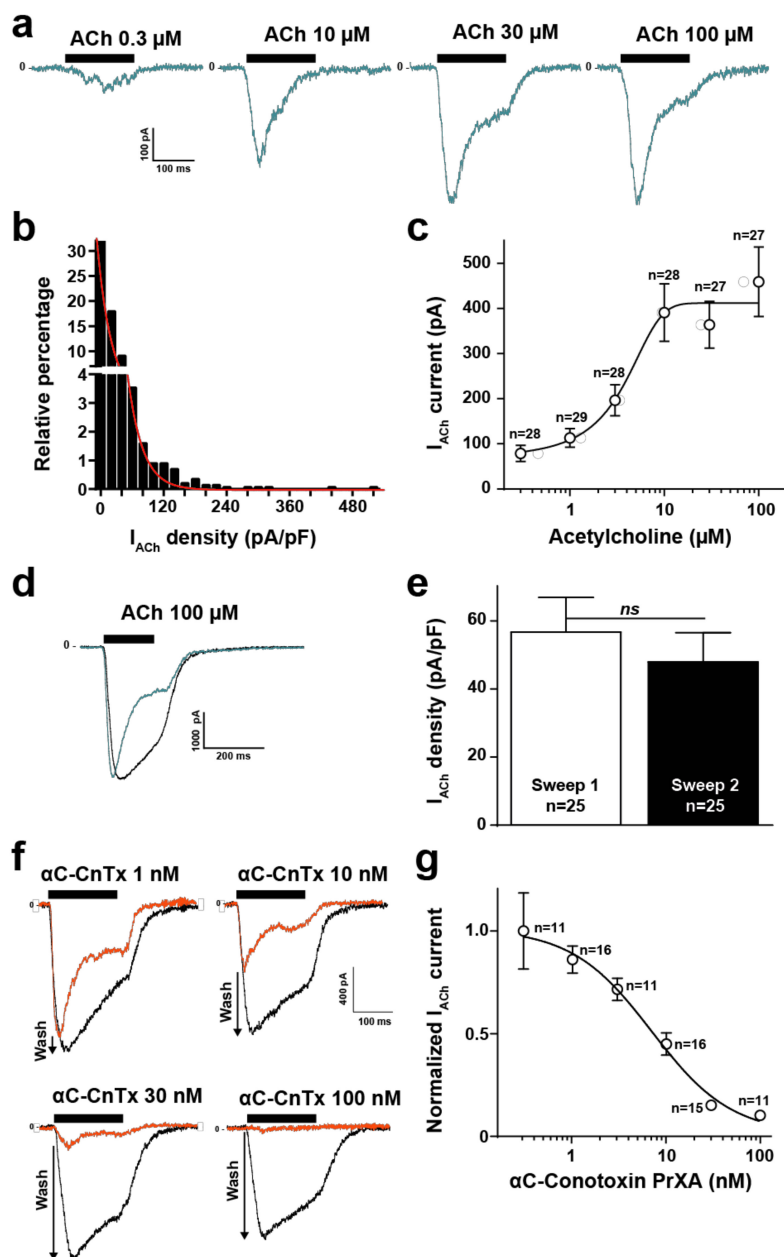 a
ACh 0.3 µM
ACh 10 µM
ACh 30 µM
ACh 100 µM
0 -
0 -
0 -
0 -
100 pA
100 ms
b
Relative percentage
30
25
20
15
10
4
3
2
1
0
0
120
240
360
480
IACh density (pA/pF)
c
IACh current (pA)
500
400
300
200
100
0
n=28
n=29
n=28
n=28
n=27
n=27
1
10
100
Acetylcholine (µM)
d
ACh 100 µM
0 -
1000 pA
200 ms
e
IACh density (pA/pF)
60
40
20
0
ns
Sweep 1
n=25
Sweep 2
n=25
f
αC-CnTx 1 nM
αC-CnTx 10 nM
0
0
Wash
Wash
400 pA
100 ms
αC-CnTx 30 nM
αC-CnTx 100 nM
0
0
Wash
Wash
g
Normalized IACh current
1.0
0.5
0
n=11
n=16
n=11
n=16
n=15
n=11
1
10
100
αC-Conotoxin PrXA (nM)